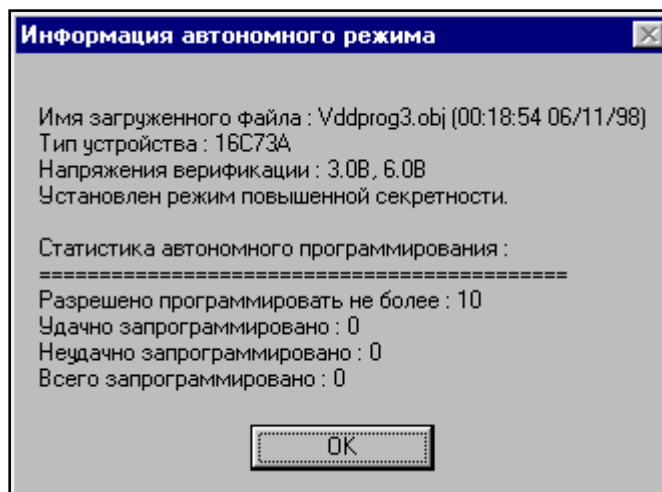 Информация автономного режима
Имя загруженного файла : Vddprog3.obj (00:18:54 06/11/98)
Тип устройства : 16C73A
Напряжения верификации : 3.0В, 6.0В
Установлен режим повышенной секретности.
Статистика автономного программирования :
============================================
Разрешено программировать не более : 10
Удачно запрограммировано : 0
Неудачно запрограммировано : 0
Всего запрограммировано : 0
OK